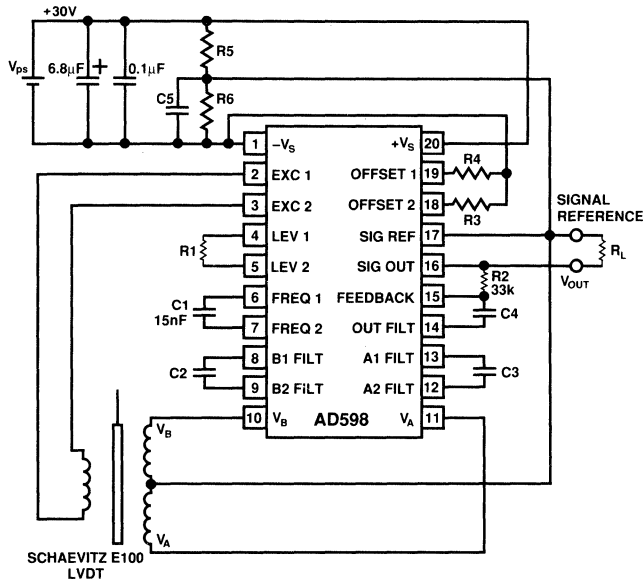 +30V
Vps
6.8μF
+
0.1μF
R5
C5
R6
1
–VS
+VS
20
2
EXC 1
OFFSET 1
19
R4
3
EXC 2
OFFSET 2
18
R3
SIGNAL
REFERENCE
4
LEV 1
SIG REF
17
R1
RL
5
LEV 2
SIG OUT
16
R2
33k
VOUT
6
FREQ 1
FEEDBACK
15
C1
15nF
C4
7
FREQ 2
OUT FILT
14
8
B1 FILT
A1 FILT
13
C2
C3
9
B2 FiLT
A2 FILT
12
10
VB
AD598
VA
11
VB
VA
SCHAEVITZ E100
LVDT